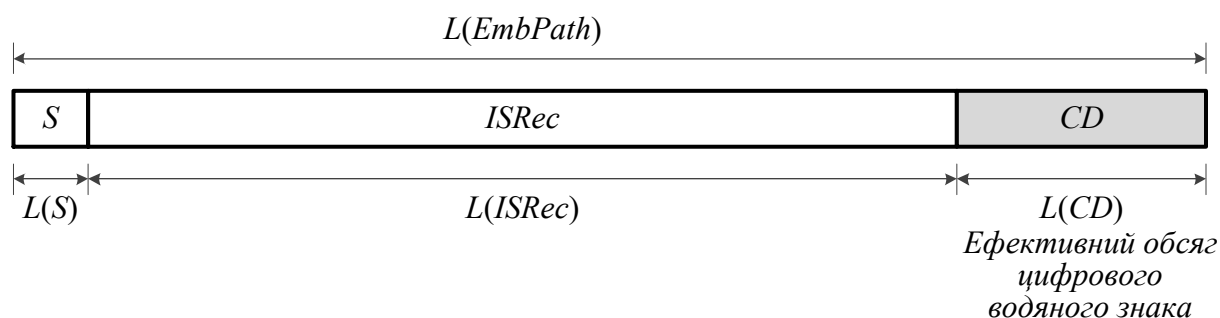 L(EmbPath)
S ISRec CD
L(S) L(ISRec) L(CD)
Ефективний обсяг
цифрового
водяного знака